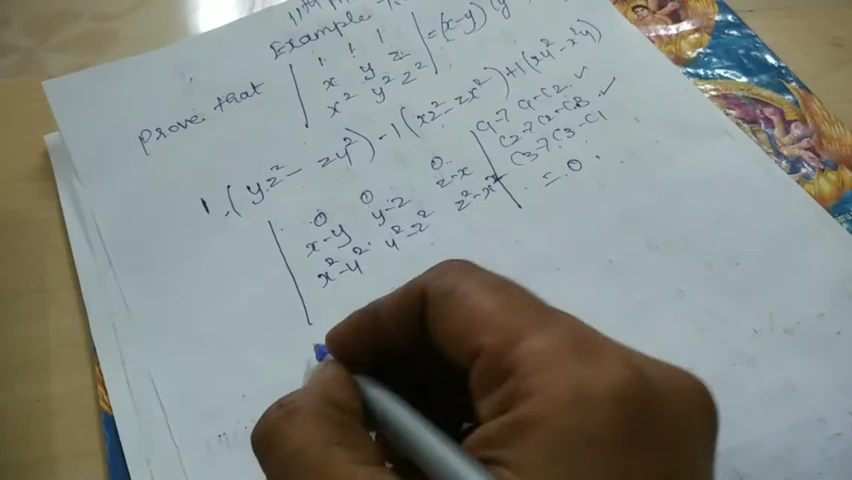 11th
Example
prove that | 1 1 1 | = (x-y) (y
x y z
x² y² z²
1.(yz² - zy²) - 1 (xz² - zx²) + 1 (xy² - x²y)
0 0 0
x-y y-z z-x
x²-y² y²-z² z²-x² = 0
C1→C1-C2 ✓
C2→C2-C3 ✓
C3→C3-C1